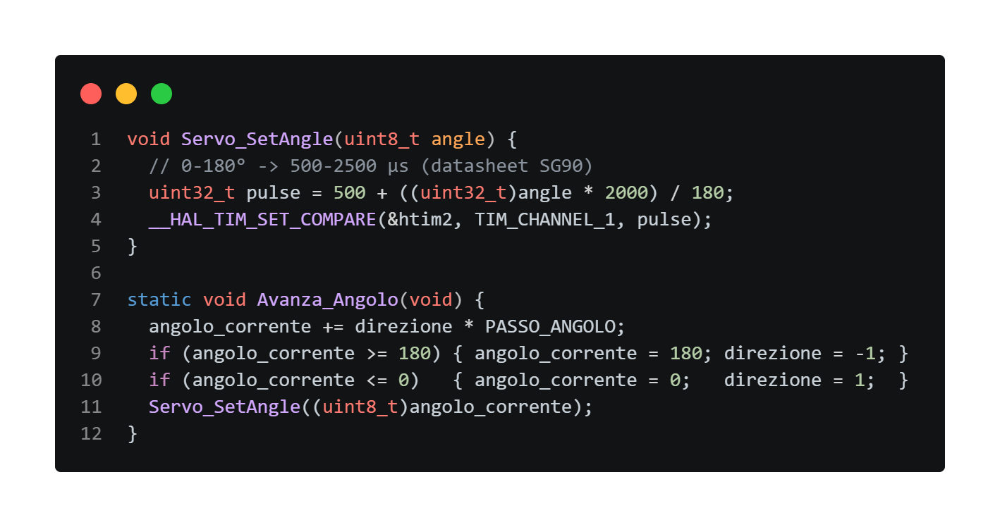 1 void Servo_SetAngle(uint8_t angle) {
2   // 0-180° -> 500-2500 µs (datasheet SG90)
3   uint32_t pulse = 500 + ((uint32_t)angle * 2000) / 180;
4   __HAL_TIM_SET_COMPARE(&htim2, TIM_CHANNEL_1, pulse);
5 }
6
7 static void Avanza_Angolo(void) {
8   angolo_corrente += direzione * PASSO_ANGOLO;
9   if (angolo_corrente >= 180) { angolo_corrente = 180; direzione = -1; }
10   if (angolo_corrente <= 0)   { angolo_corrente = 0;   direzione = 1;  }
11   Servo_SetAngle((uint8_t)angolo_corrente);
12 }